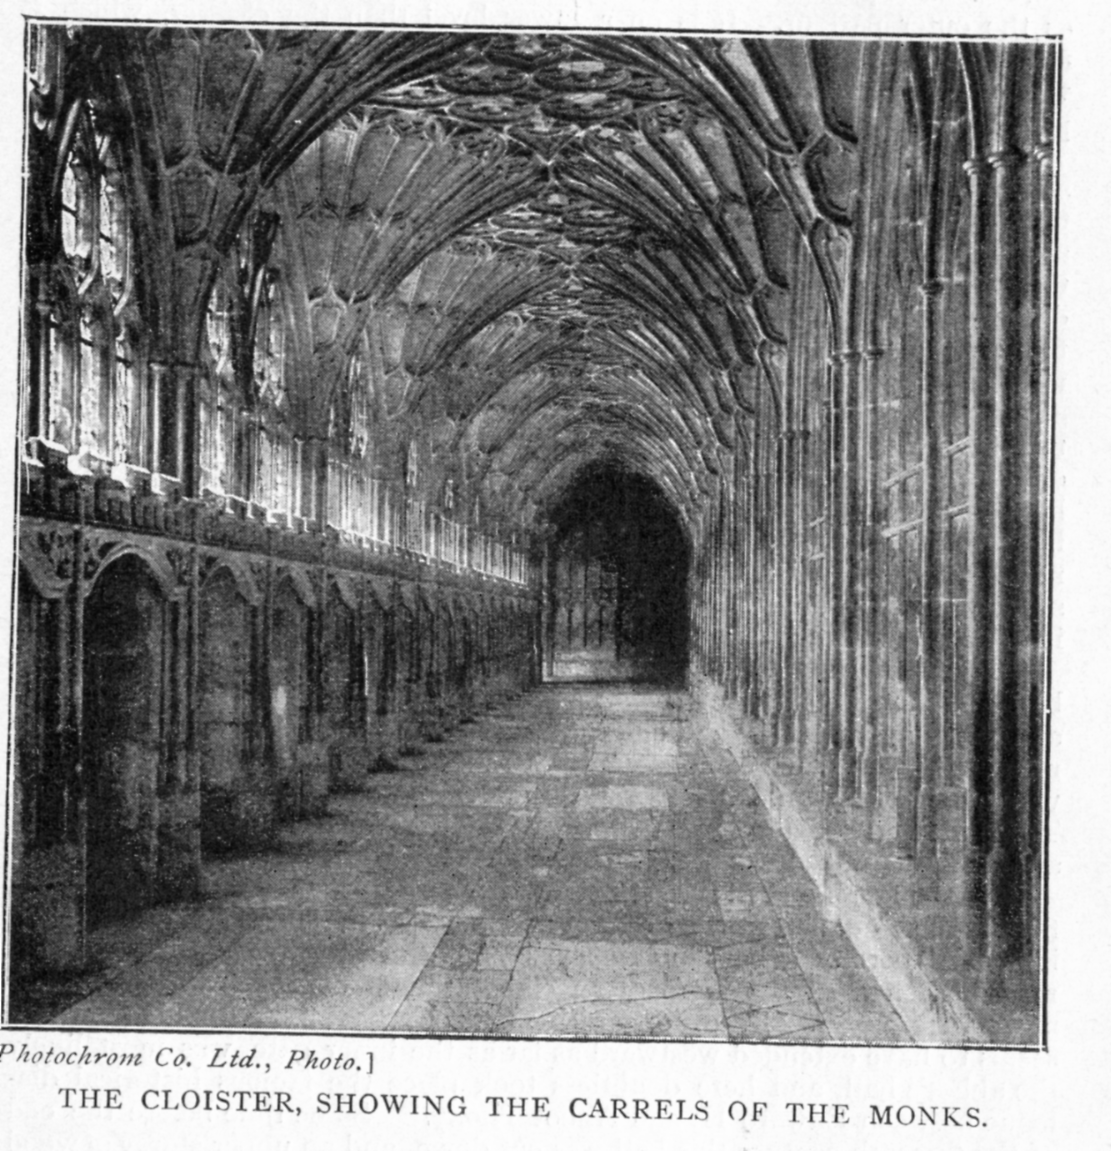 Photochrom Co. Ltd., Photo.]
THE CLOISTER, SHOWING THE CARRELS OF THE MONKS.